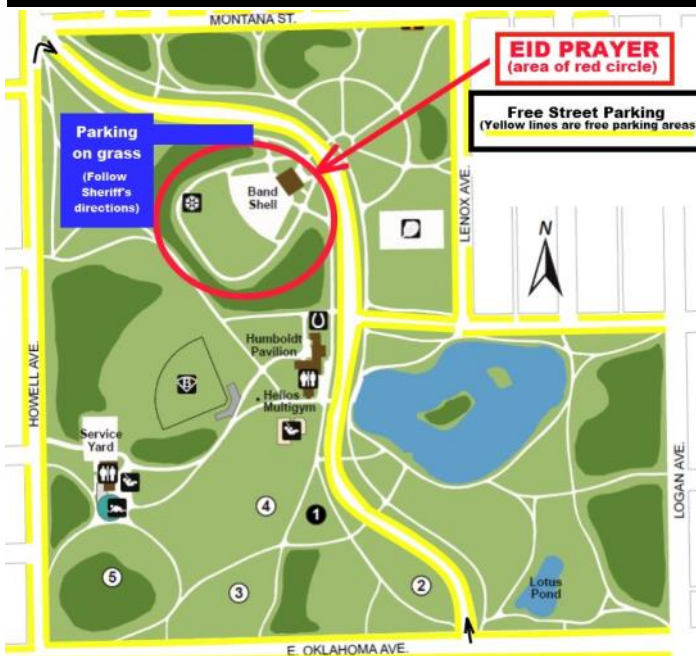 MONTANA ST.
EID PRAYER
(area of red circle)
Free Street Parking
(Yellow lines are free parking areas)
Parking
on grass
(Follow
Sheriff's
directions)
Band
Shell
LENOX AVE.
N
Humboldt
Pavilion
Helios
Multigym
HOWELL AVE.
Service
Yard
LOGAN AVE.
4
1
5
3
2
Lotus
Pond
E. OKLAHOMA AVE.